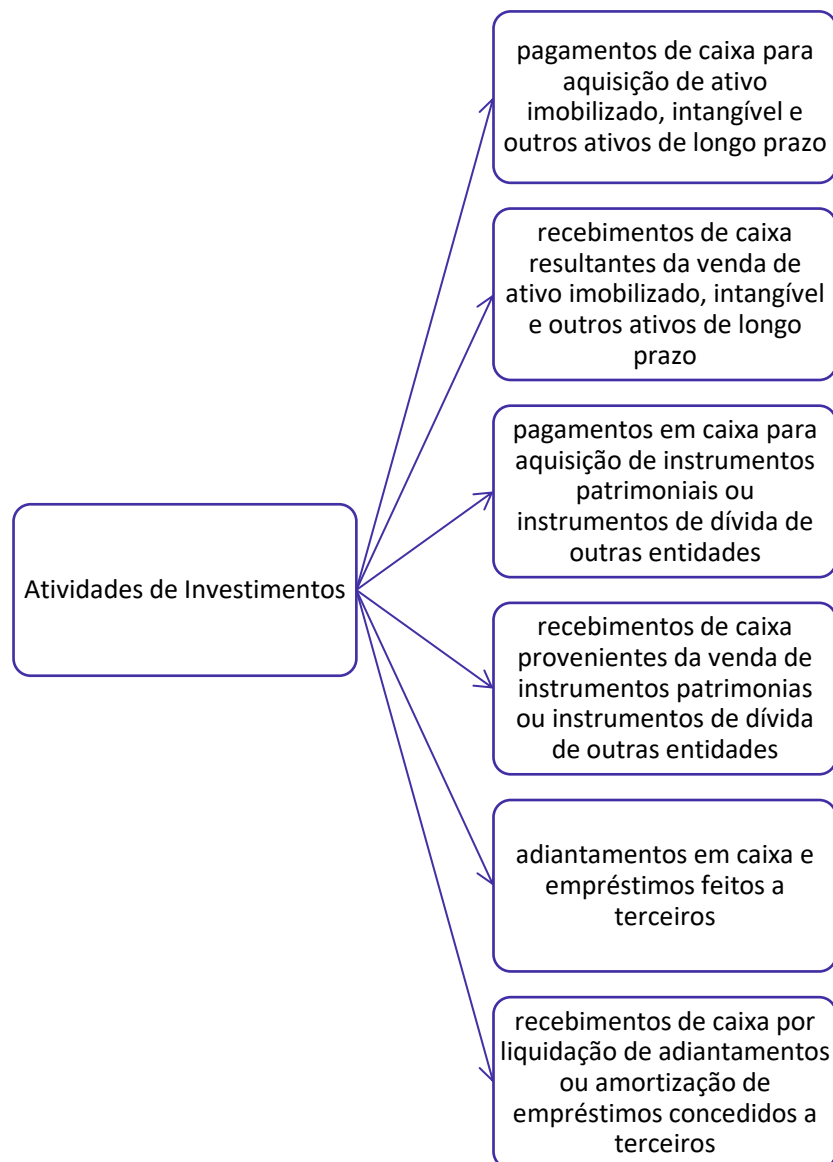 pagamentos de caixa para
aquisição de ativo
imobilizado, intangível e
outros ativos de longo prazo
recebimentos de caixa
resultantes da venda de
ativo imobilizado, intangível
e outros ativos de longo
prazo
pagamentos em caixa para
aquisição de instrumentos
patrimoniais ou
instrumentos de dívida de
outras entidades
Atividades de Investimentos
recebimentos de caixa
provenientes da venda de
instrumentos patrimonias
ou instrumentos de dívida
de outras entidades
adiantamentos em caixa e
empréstimos feitos a
terceiros
recebimentos de caixa por
liquidação de adiantamentos
ou amortização de
empréstimos concedidos a
terceiros